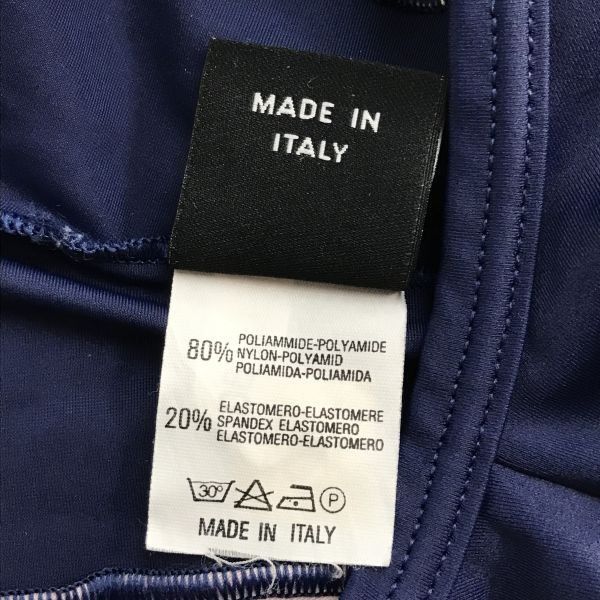 MADE IN
ITALY
80% POLIAMMIDE-POLYAMIDE
NYLON-POLYAMID
POLIAMIDA-POLIAMIDA
20% ELASTOMERO-ELASTOMERE
SPANDEX ELASTOMERO
ELASTOMERO-ELASTOMERO
30° P
MADE IN ITALY